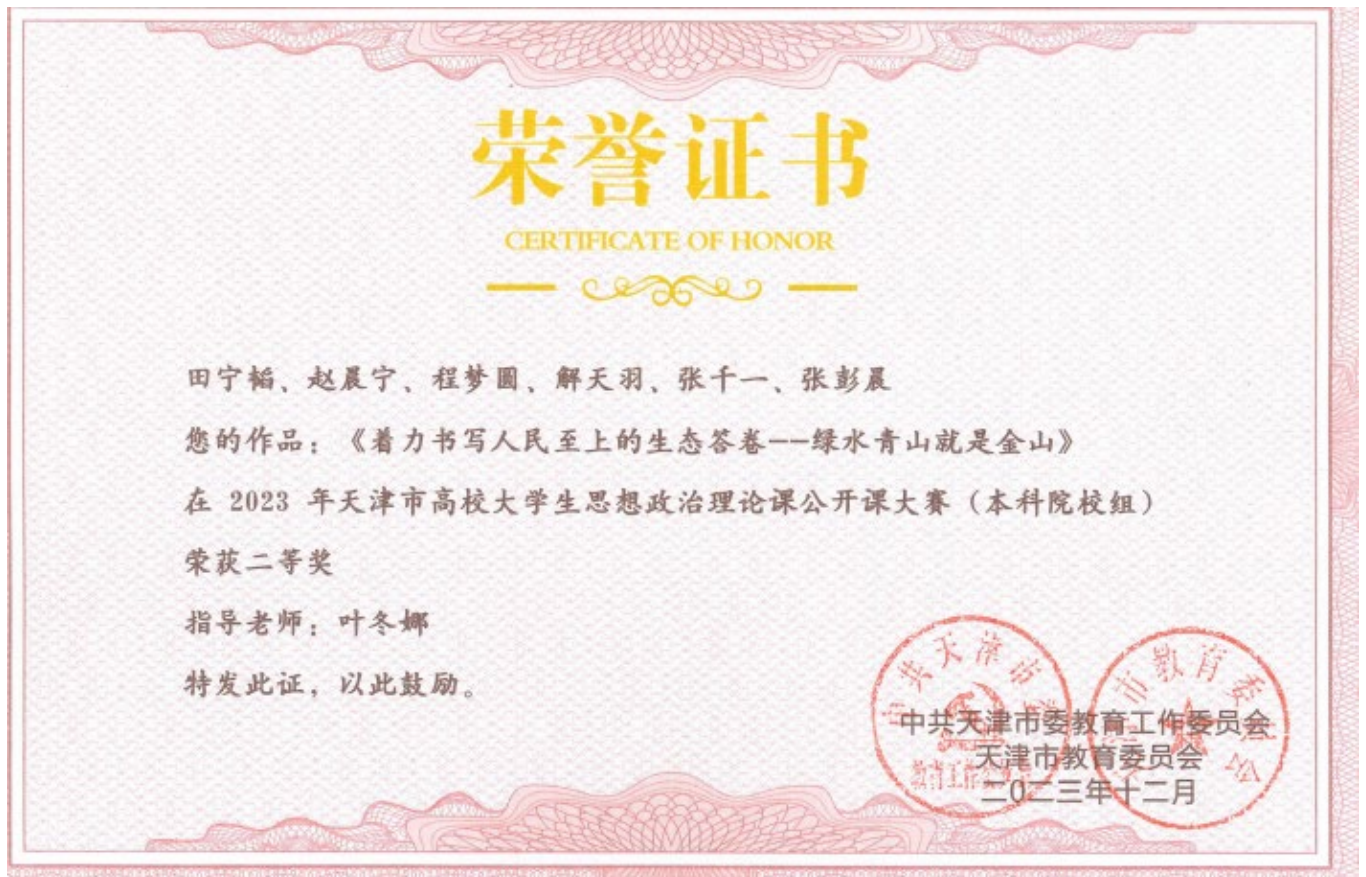 荣誉证书
CERTIFICATE OF HONOR
田宁韬、赵晨宁、程梦圆、解天羽、张千一、张彭晨
您的作品：《着力书写人民至上的生态答卷--绿水青山就是金山》
在 2023 年天津市高校大学生思想政治理论课公开课大赛（本科院校组）
荣获二等奖
指导老师：叶冬娜
特发此证，以此鼓励。
中共天津市委教育工作委员会
天津市教育委员会
二0二三年十二月